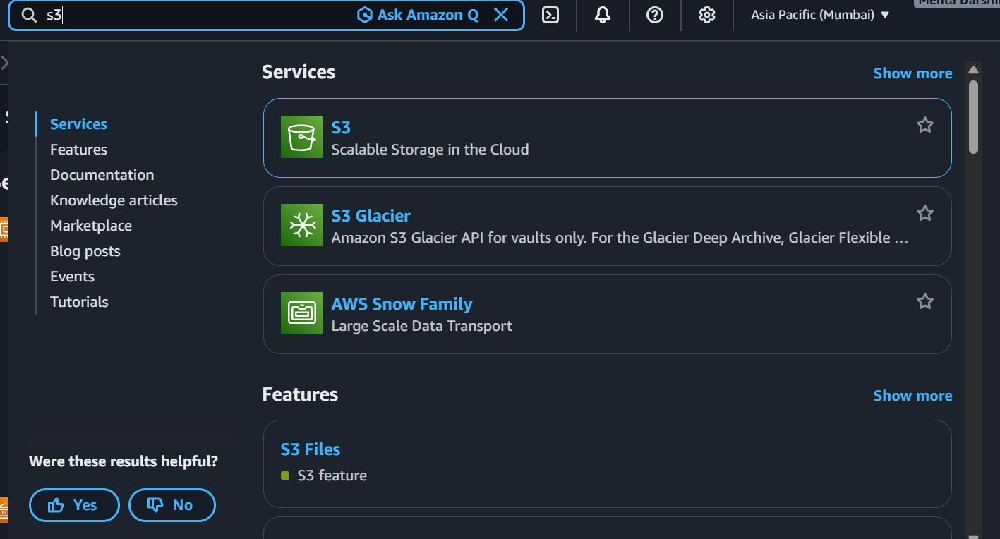 s3
Ask Amazon Q
Asia Pacific (Mumbai)
Services
Show more
Services
Features
Documentation
Knowledge articles
Marketplace
Blog posts
Events
Tutorials
S3
Scalable Storage in the Cloud
S3 Glacier
Amazon S3 Glacier API for vaults only. For the Glacier Deep Archive, Glacier Flexible ...
AWS Snow Family
Large Scale Data Transport
Features
Show more
S3 Files
S3 feature
Were these results helpful?
Yes
No